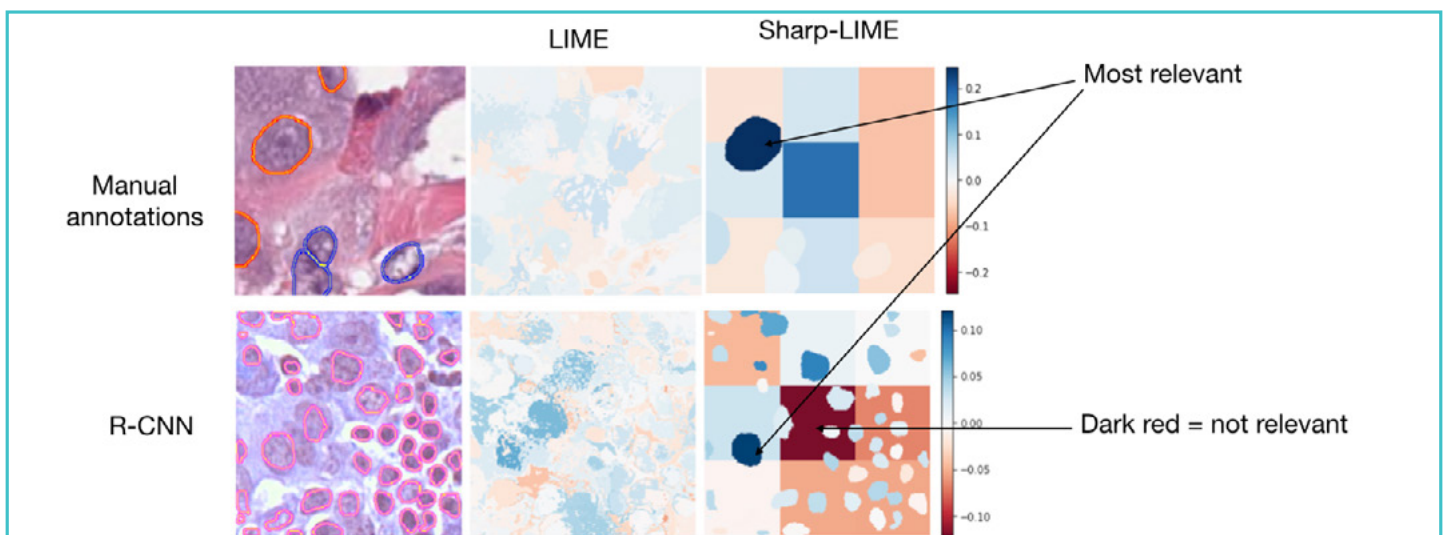 LIME
Sharp-LIME
Most relevant
Manual
annotations
0.2
0.1
0.0
−0.1
−0.2
R-CNN
0.10
0.05
0.00
−0.05
−0.10
Dark red = not relevant